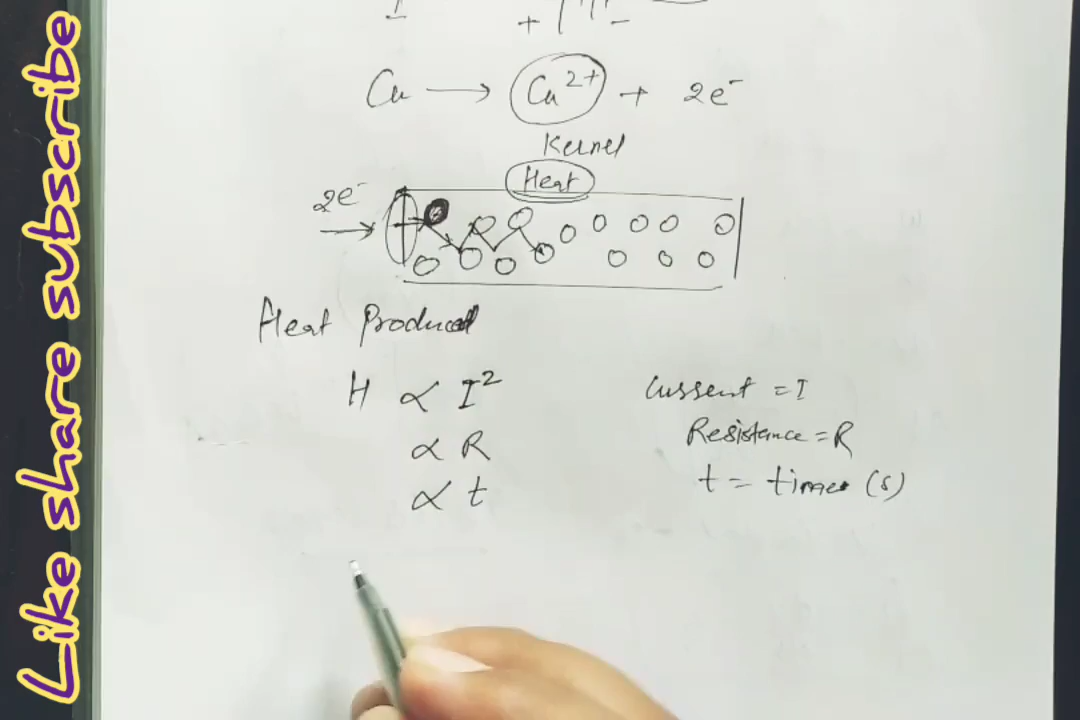 Like share subscribe
I
+ -
Cu → Cu²⁺ + 2e⁻
Kernel
Heat
2e⁻
Heat Produced
H ∝ I²
∝ R
∝ t
Current = I
Resistance = R
t = time (s)